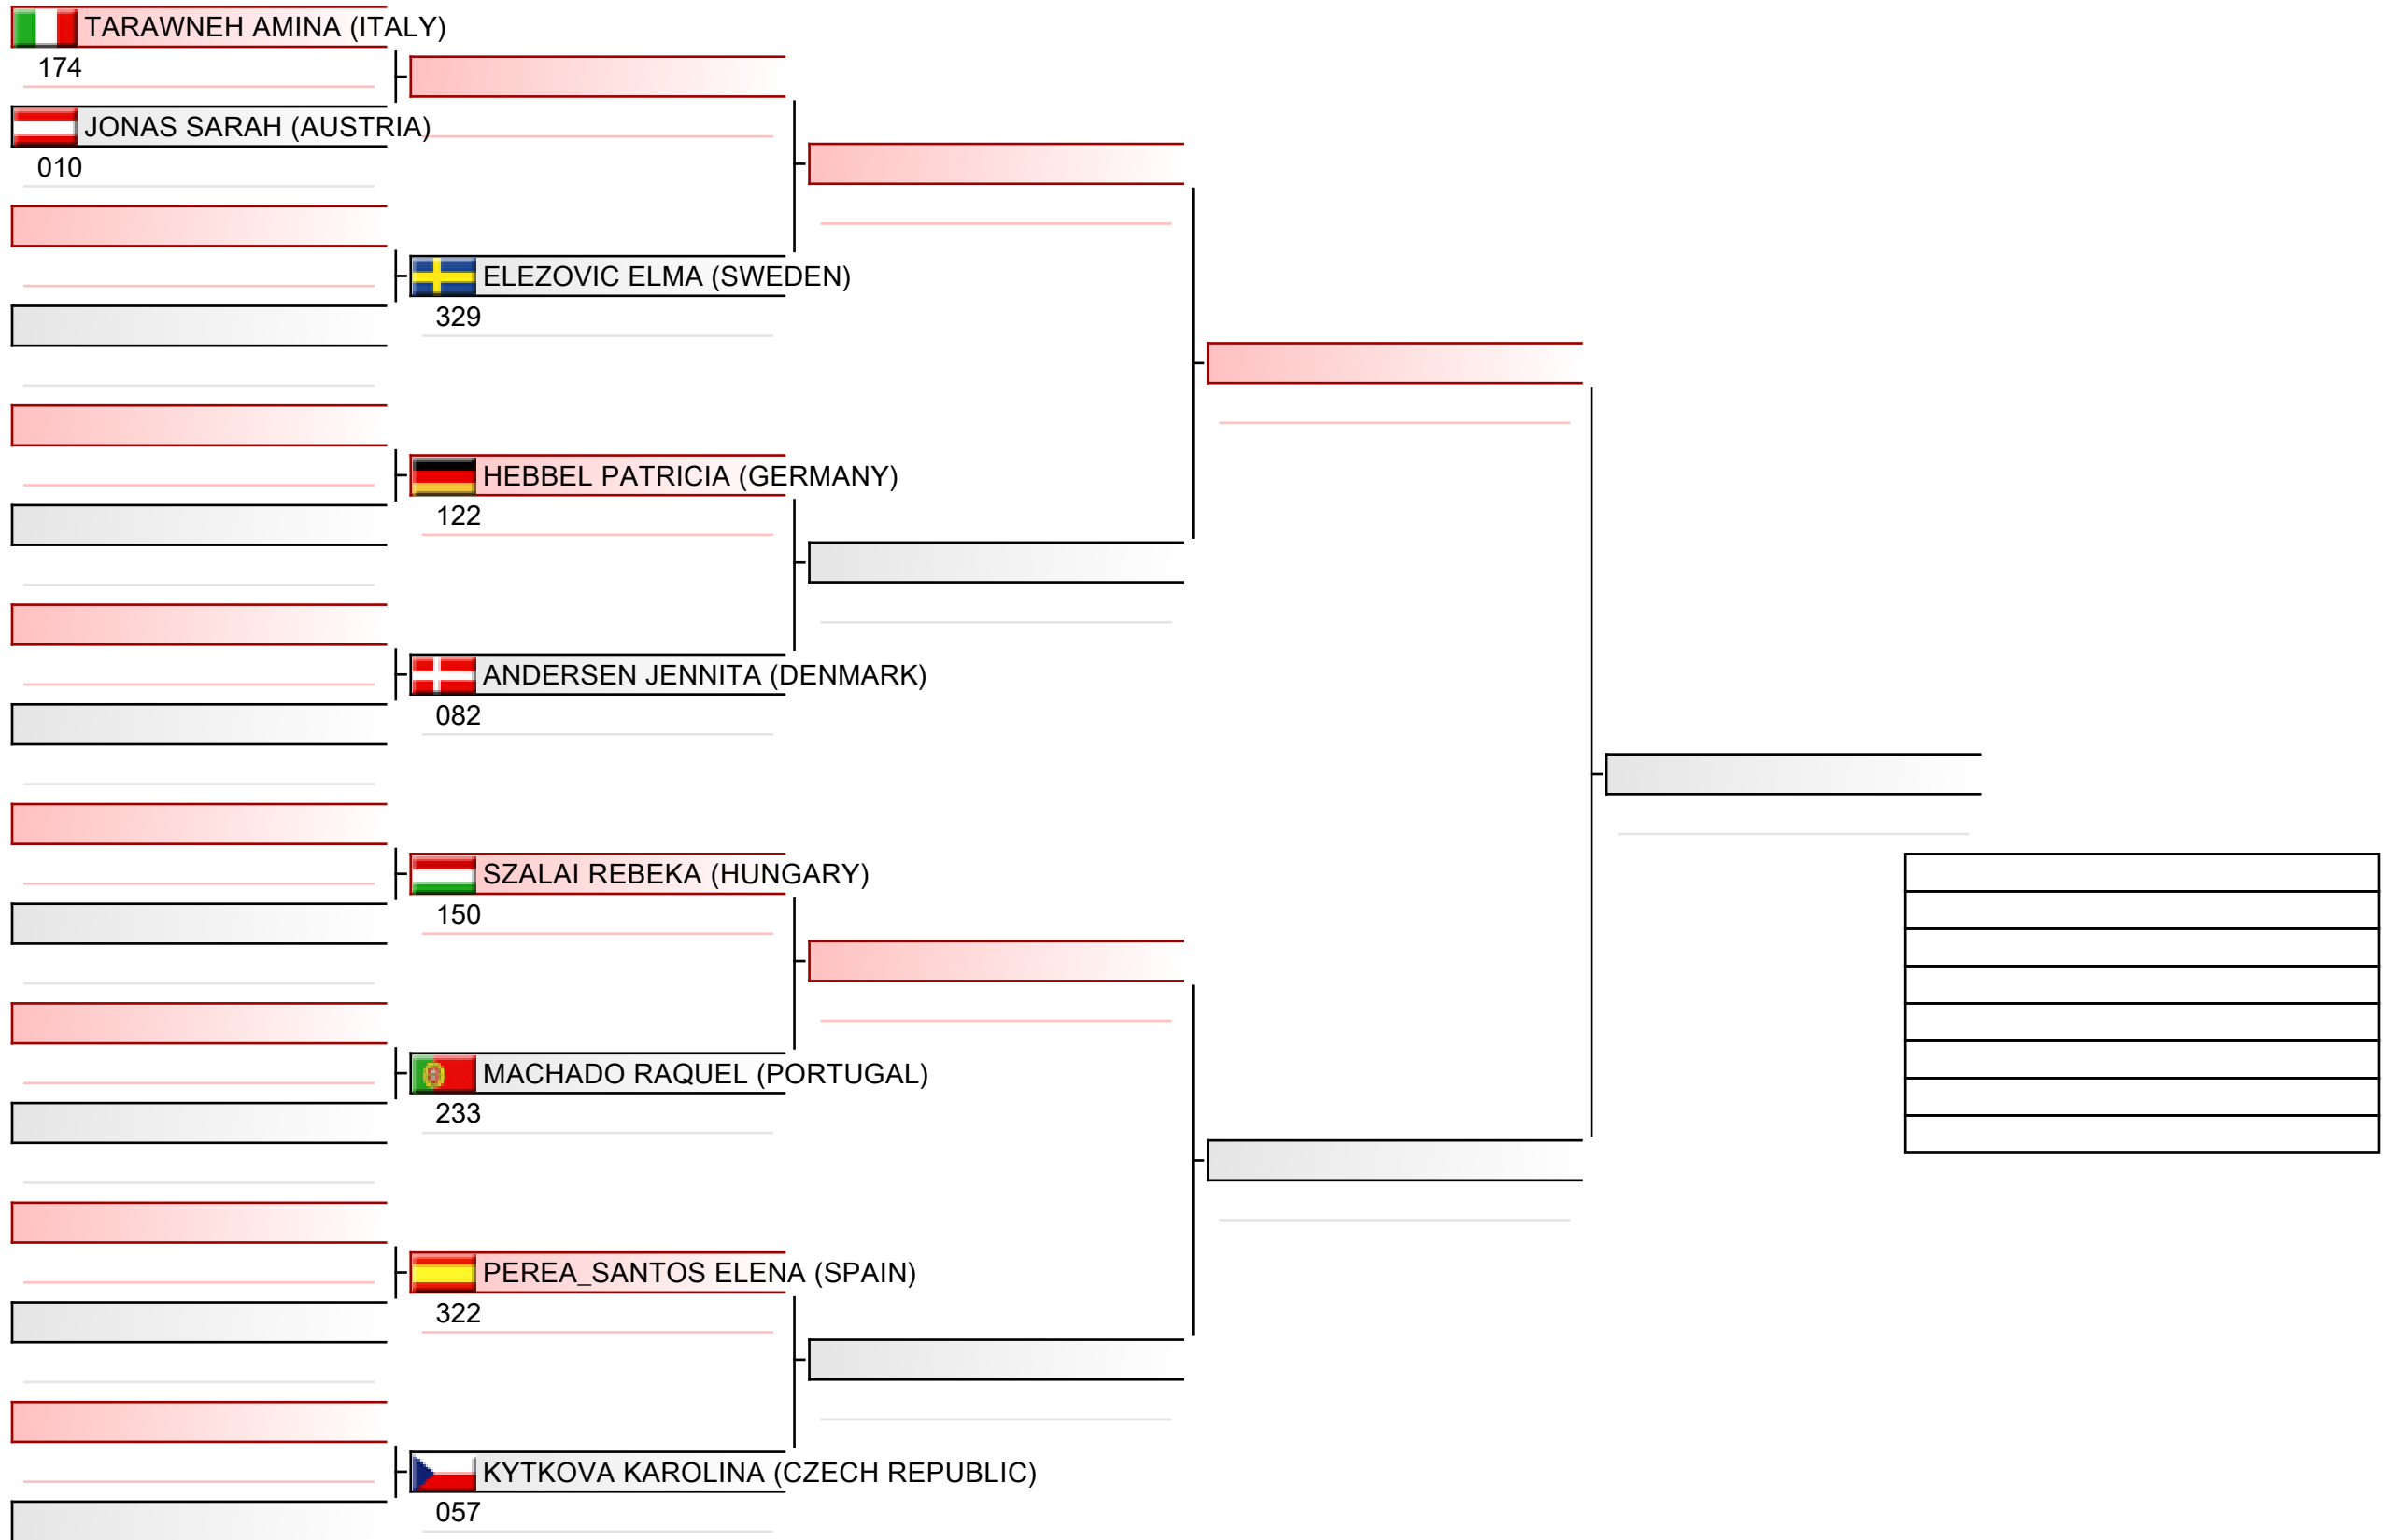 TARAWNEH AMINA (ITALY)
174
JONAS SARAH (AUSTRIA)
010
ELEZOVIC ELMA (SWEDEN)
329
HEBBEL PATRICIA (GERMANY)
122
ANDERSEN JENNITA (DENMARK)
082
SZALAI REBEKA (HUNGARY)
150
MACHADO RAQUEL (PORTUGAL)
233
PEREA_SANTOS ELENA (SPAIN)
322
KYTKOVA KAROLINA (CZECH REPUBLIC)
057